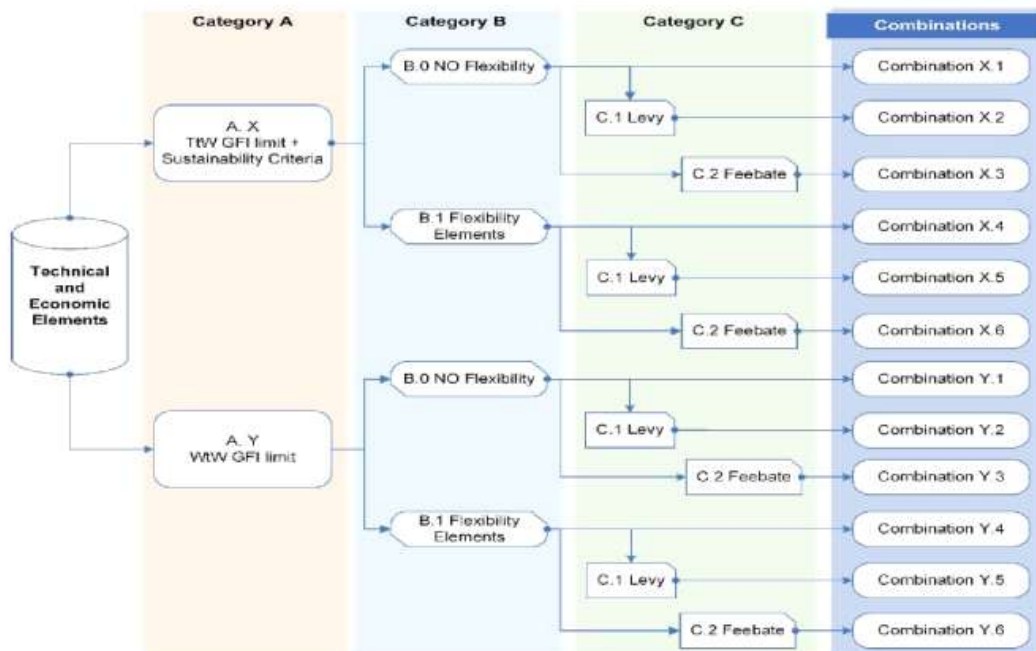 Category A
Category B
Category C
Combinations
B.0 NO Flexibility
Combination X.1
A. X
TtW GFI limit +
Sustainability Criteria
C.1 Levy
Combination X.2
C.2 Feebate
Combination X.3
B.1 Flexibility
Elements
Combination X.4
Technical
and
Economic
Elements
C.1 Levy
Combination X.5
C.2 Feebate
Combination X.6
B.0 NO Flexibility
Combination Y.1
A. Y
WtW GFI limit
C.1 Levy
Combination Y.2
C.2 Feebate
Combination Y.3
B.1 Flexibility
Elements
Combination Y.4
C.1 Levy
Combination Y.5
C.2 Feebate
Combination Y.6